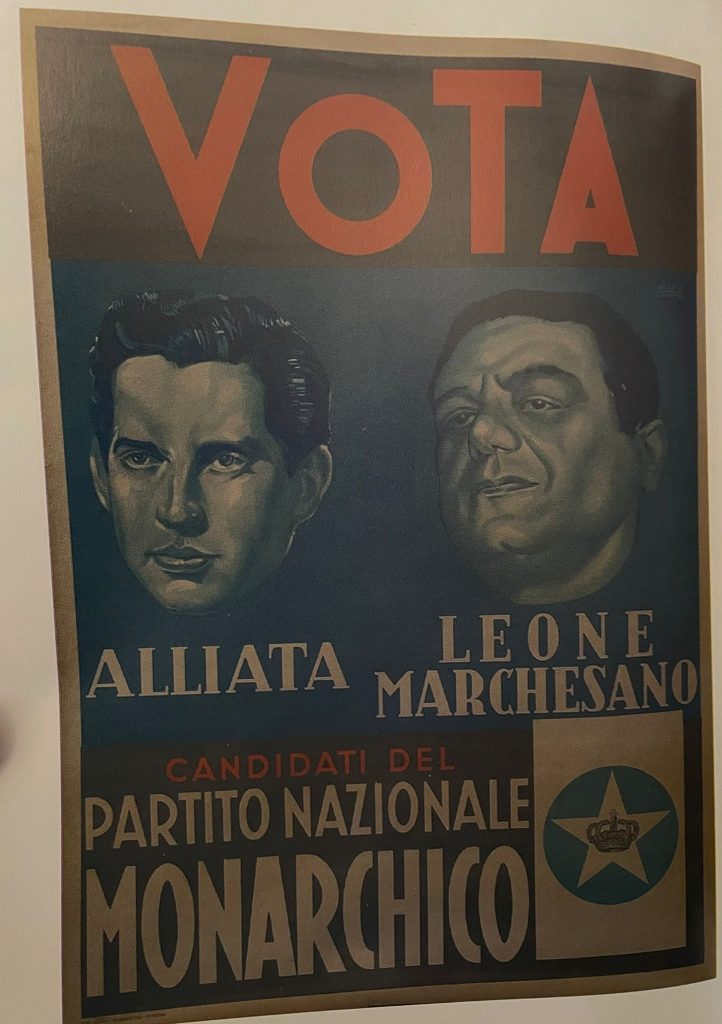 VOTA
ALLIATA
LEONE
MARCHESANO
CANDIDATI DEL
PARTITO NAZIONALE
MONARCHICO